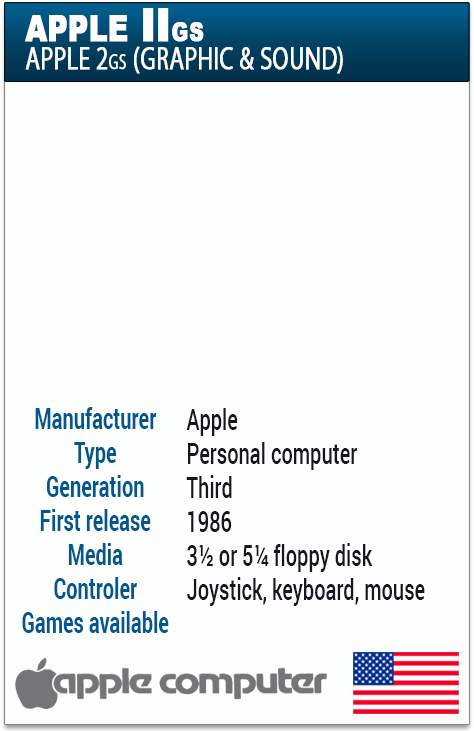 APPLE IIGS
APPLE 2GS (GRAPHIC & SOUND)
Manufacturer Apple
Type Personal computer
Generation Third
First release 1986
Media 3½ or 5¼ floppy disk
Controler Joystick, keyboard, mouse
Games available
apple computer